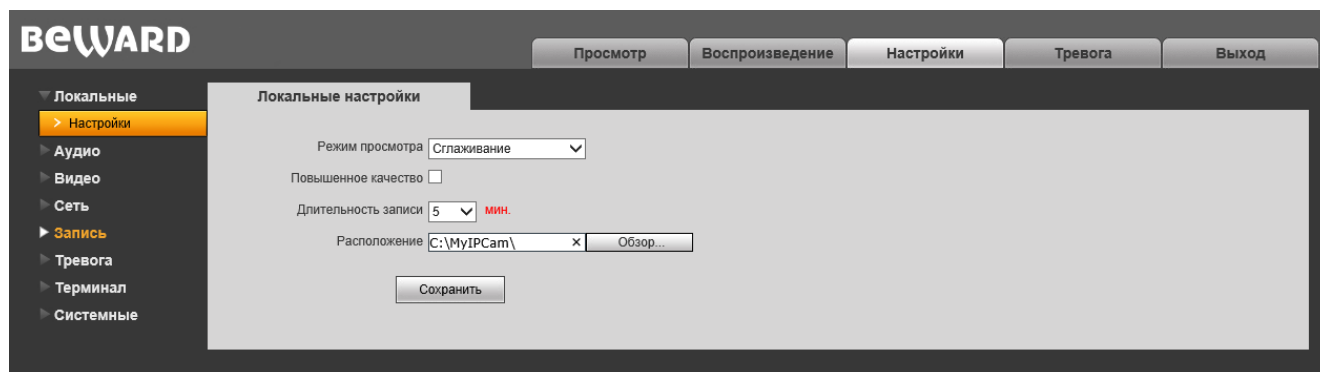 BEWARD
Просмотр Воспроизведение Настройки Тревога Выход
Локальные
> Настройки
Аудио
Видео
Сеть
Запись
Тревога
Терминал
Системные
Локальные настройки
Режим просмотра Сглаживание
Повышенное качество
Длительность записи 5 мин.
Расположение C:\MyIPCam\ × Обзор...
Сохранить